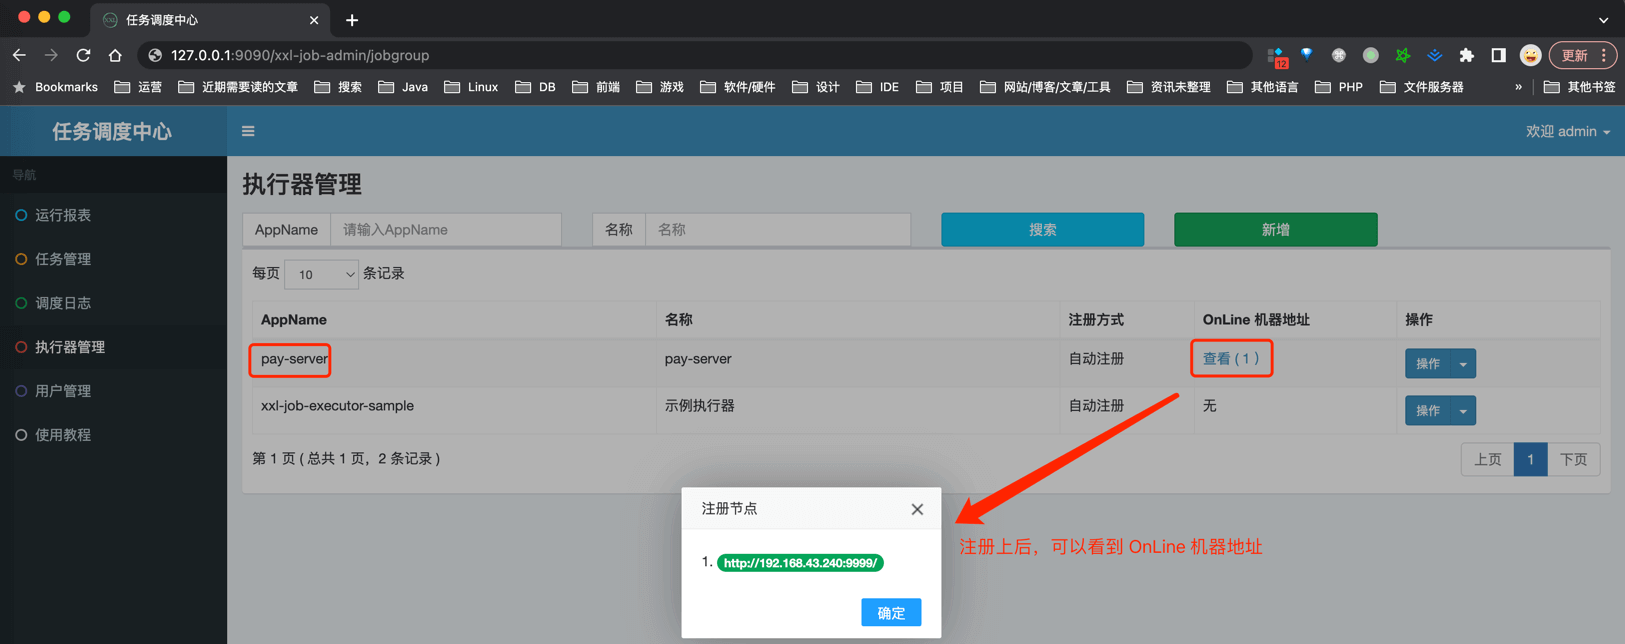 任务调度中心
127.0.0.1:9090/xxl-job-admin/jobgroup
12
更新
Bookmarks 运营 近期需要读的文章 搜索 Java Linux DB 前端 游戏 软件/硬件 设计 IDE 项目 网站/博客/文章/工具 资讯未整理 其他语言 PHP 文件服务器 » 其他书签
任务调度中心
欢迎 admin
导航
运行报表
任务管理
调度日志
执行器管理
用户管理
使用教程
执行器管理
AppName 请输入AppName 名称 名称 搜索 新增
每页 10 条记录
AppName 名称 注册方式 OnLine 机器地址 操作
pay-server pay-server 自动注册 查看 ( 1 ) 操作
xxl-job-executor-sample 示例执行器 自动注册 无 操作
第 1 页 ( 总共 1 页，2 条记录 )
上页 1 下页
注册节点
1. http://192.168.43.240:9999/
确定
注册上后，可以看到 OnLine 机器地址